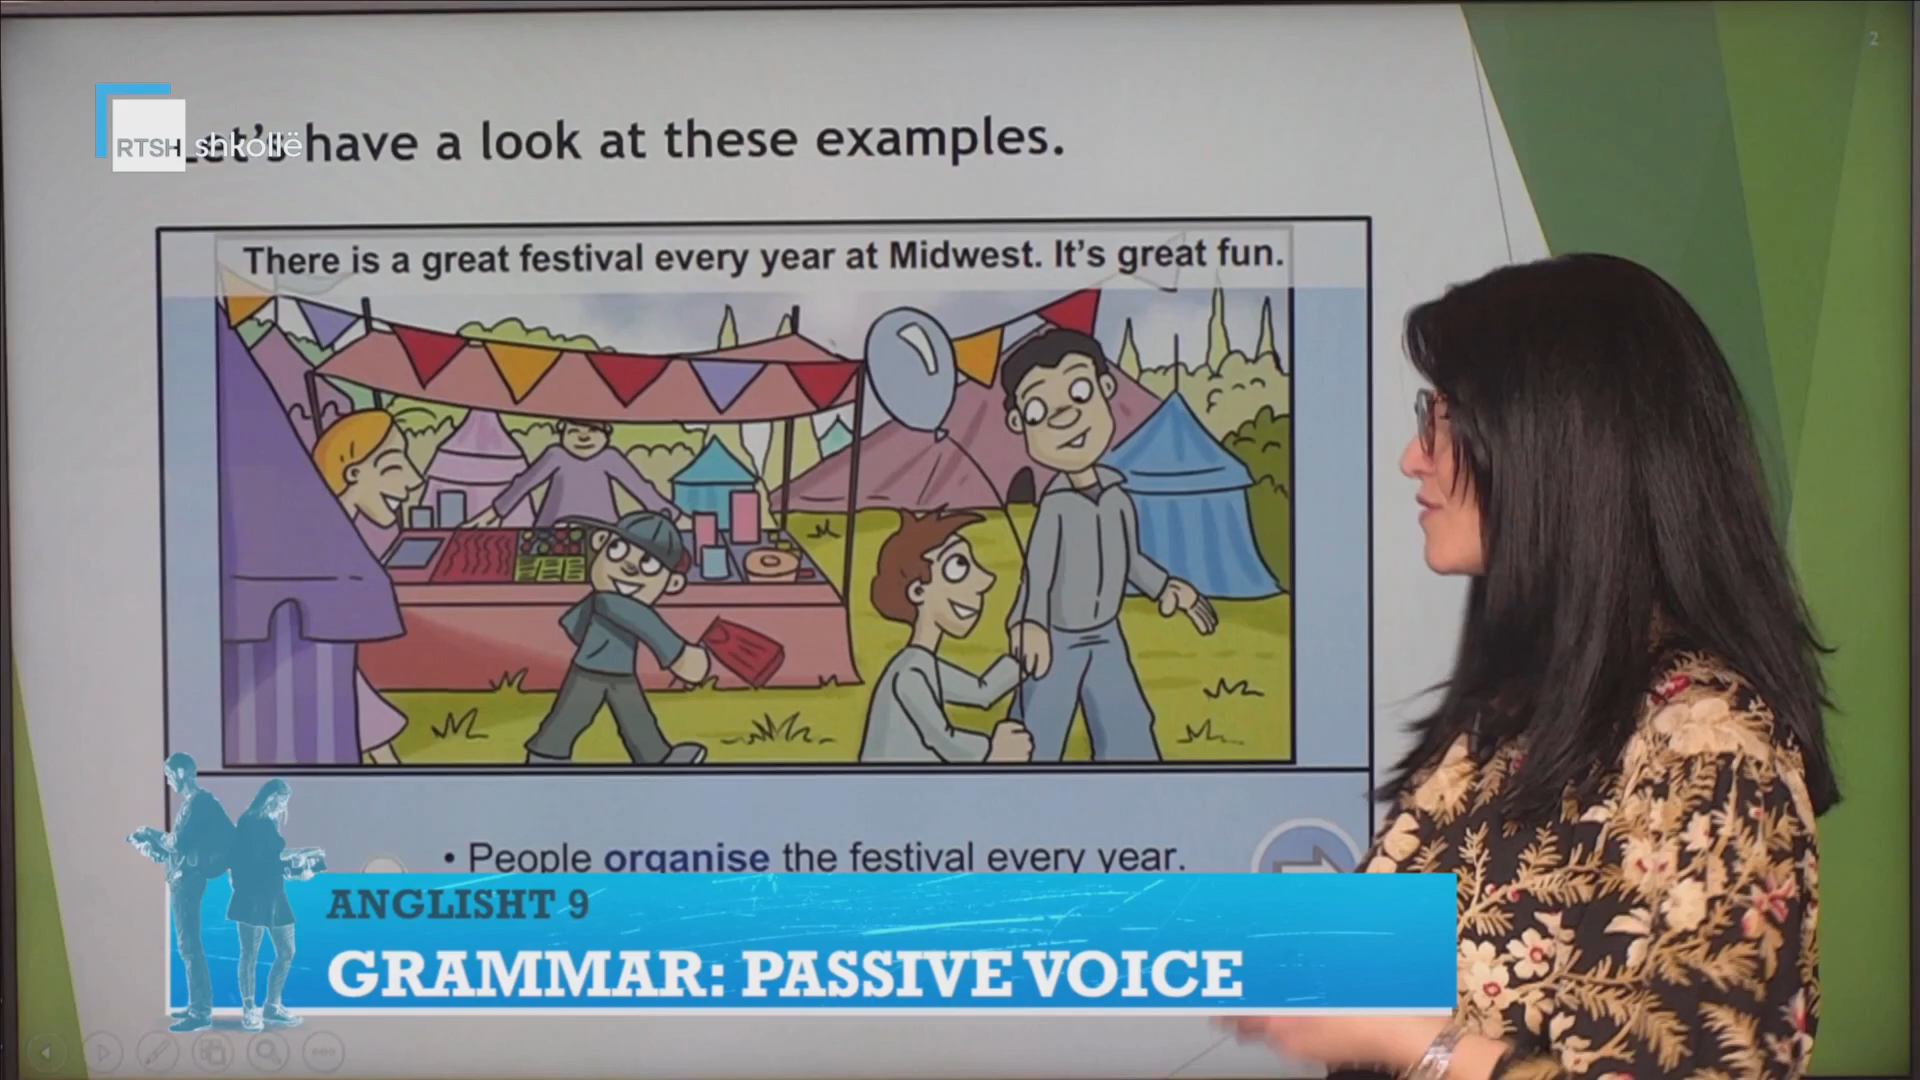 2
RTSH shkollë
Let's have a look at these examples.
There is a great festival every year at Midwest. It's great fun.
• People organise the festival every year.
ANGLISHT 9
GRAMMAR: PASSIVE VOICE